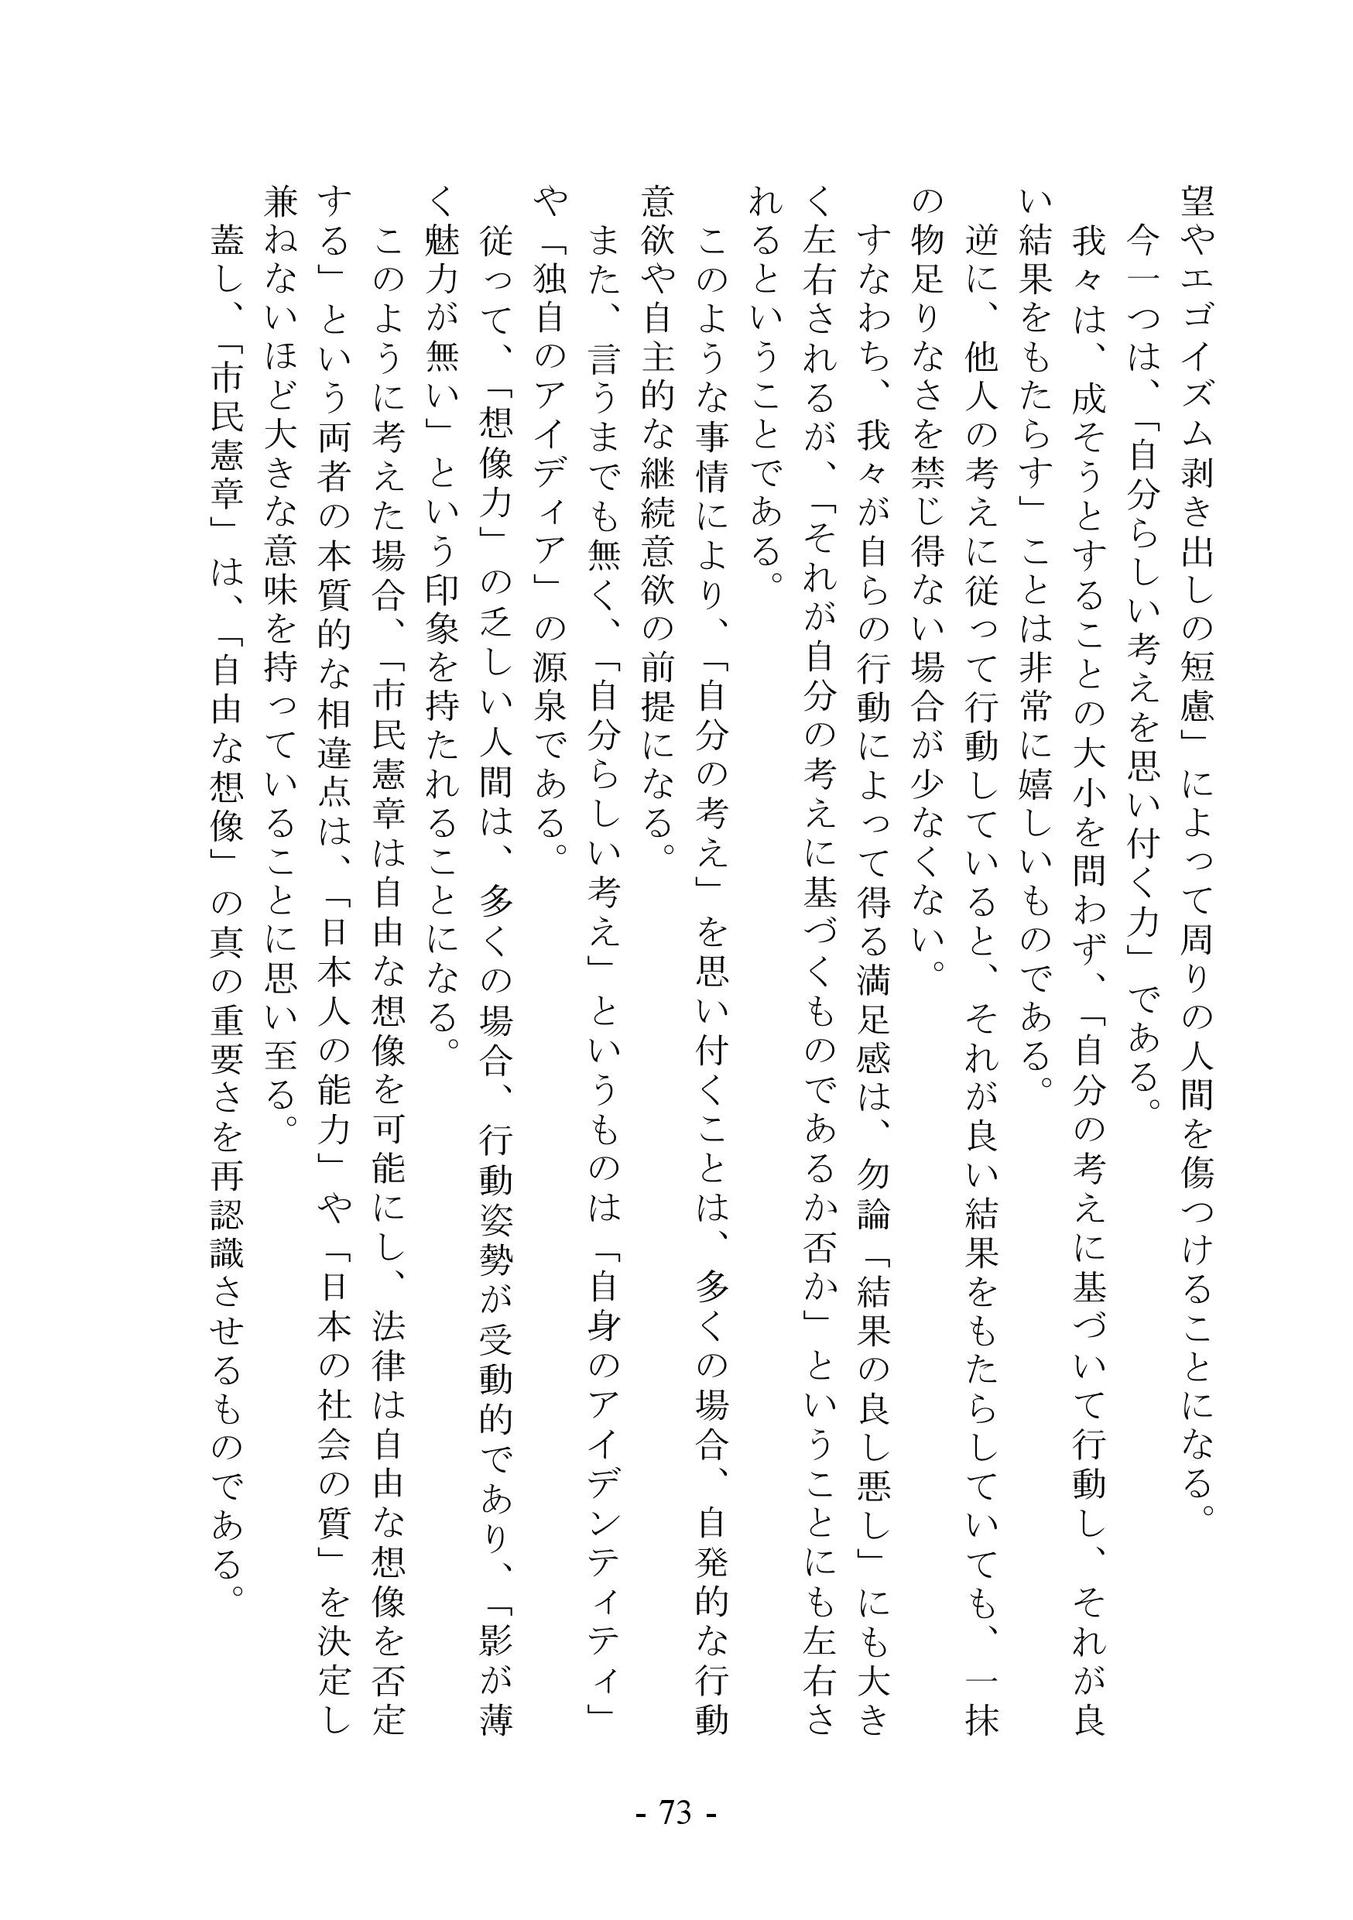 望やエゴイズム剥き出しの短慮」によって周りの人間を傷つけることになる。
今一つは、「自分らしい考えを思い付く力」である。
我々は、成そうとすることの大小を問わず、「自分の考えに基づいて行動し、それが良
い結果をもたらす」ことは非常に嬉しいものである。
逆に、他人の考えに従って行動していると、それが良い結果をもたらしていても、一抹
の物足りなさを禁じ得ない場合が少なくない。
すなわち、我々が自らの行動によって得る満足感は、勿論「結果の良し悪し」にも大き
く左右されるが、「それが自分の考えに基づくものであるか否か」ということにも左右さ
れるということである。
このような事情により、「自分の考え」を思い付くことは、多くの場合、自発的な行動
意欲や自主的な継続意欲の前提になる。
また、言うまでも無く、「自分らしい考え」というものは「自身のアイデンティティ」
や「独自のアイディア」の源泉である。
従って、「想像力」の乏しい人間は、多くの場合、行動姿勢が受動的であり、「影が薄
く魅力が無い」という印象を持たれることになる。
このように考えた場合、「市民憲章は自由な想像を可能にし、法律は自由な想像を否定
する」という両者の本質的な相違点は、「日本人の能力」や「日本の社会の質」を決定し
兼ねないほど大きな意味を持っていることに思い至る。
蓋し、「市民憲章」は、「自由な想像」の真の重要さを再認識させるものである。
- 73 -